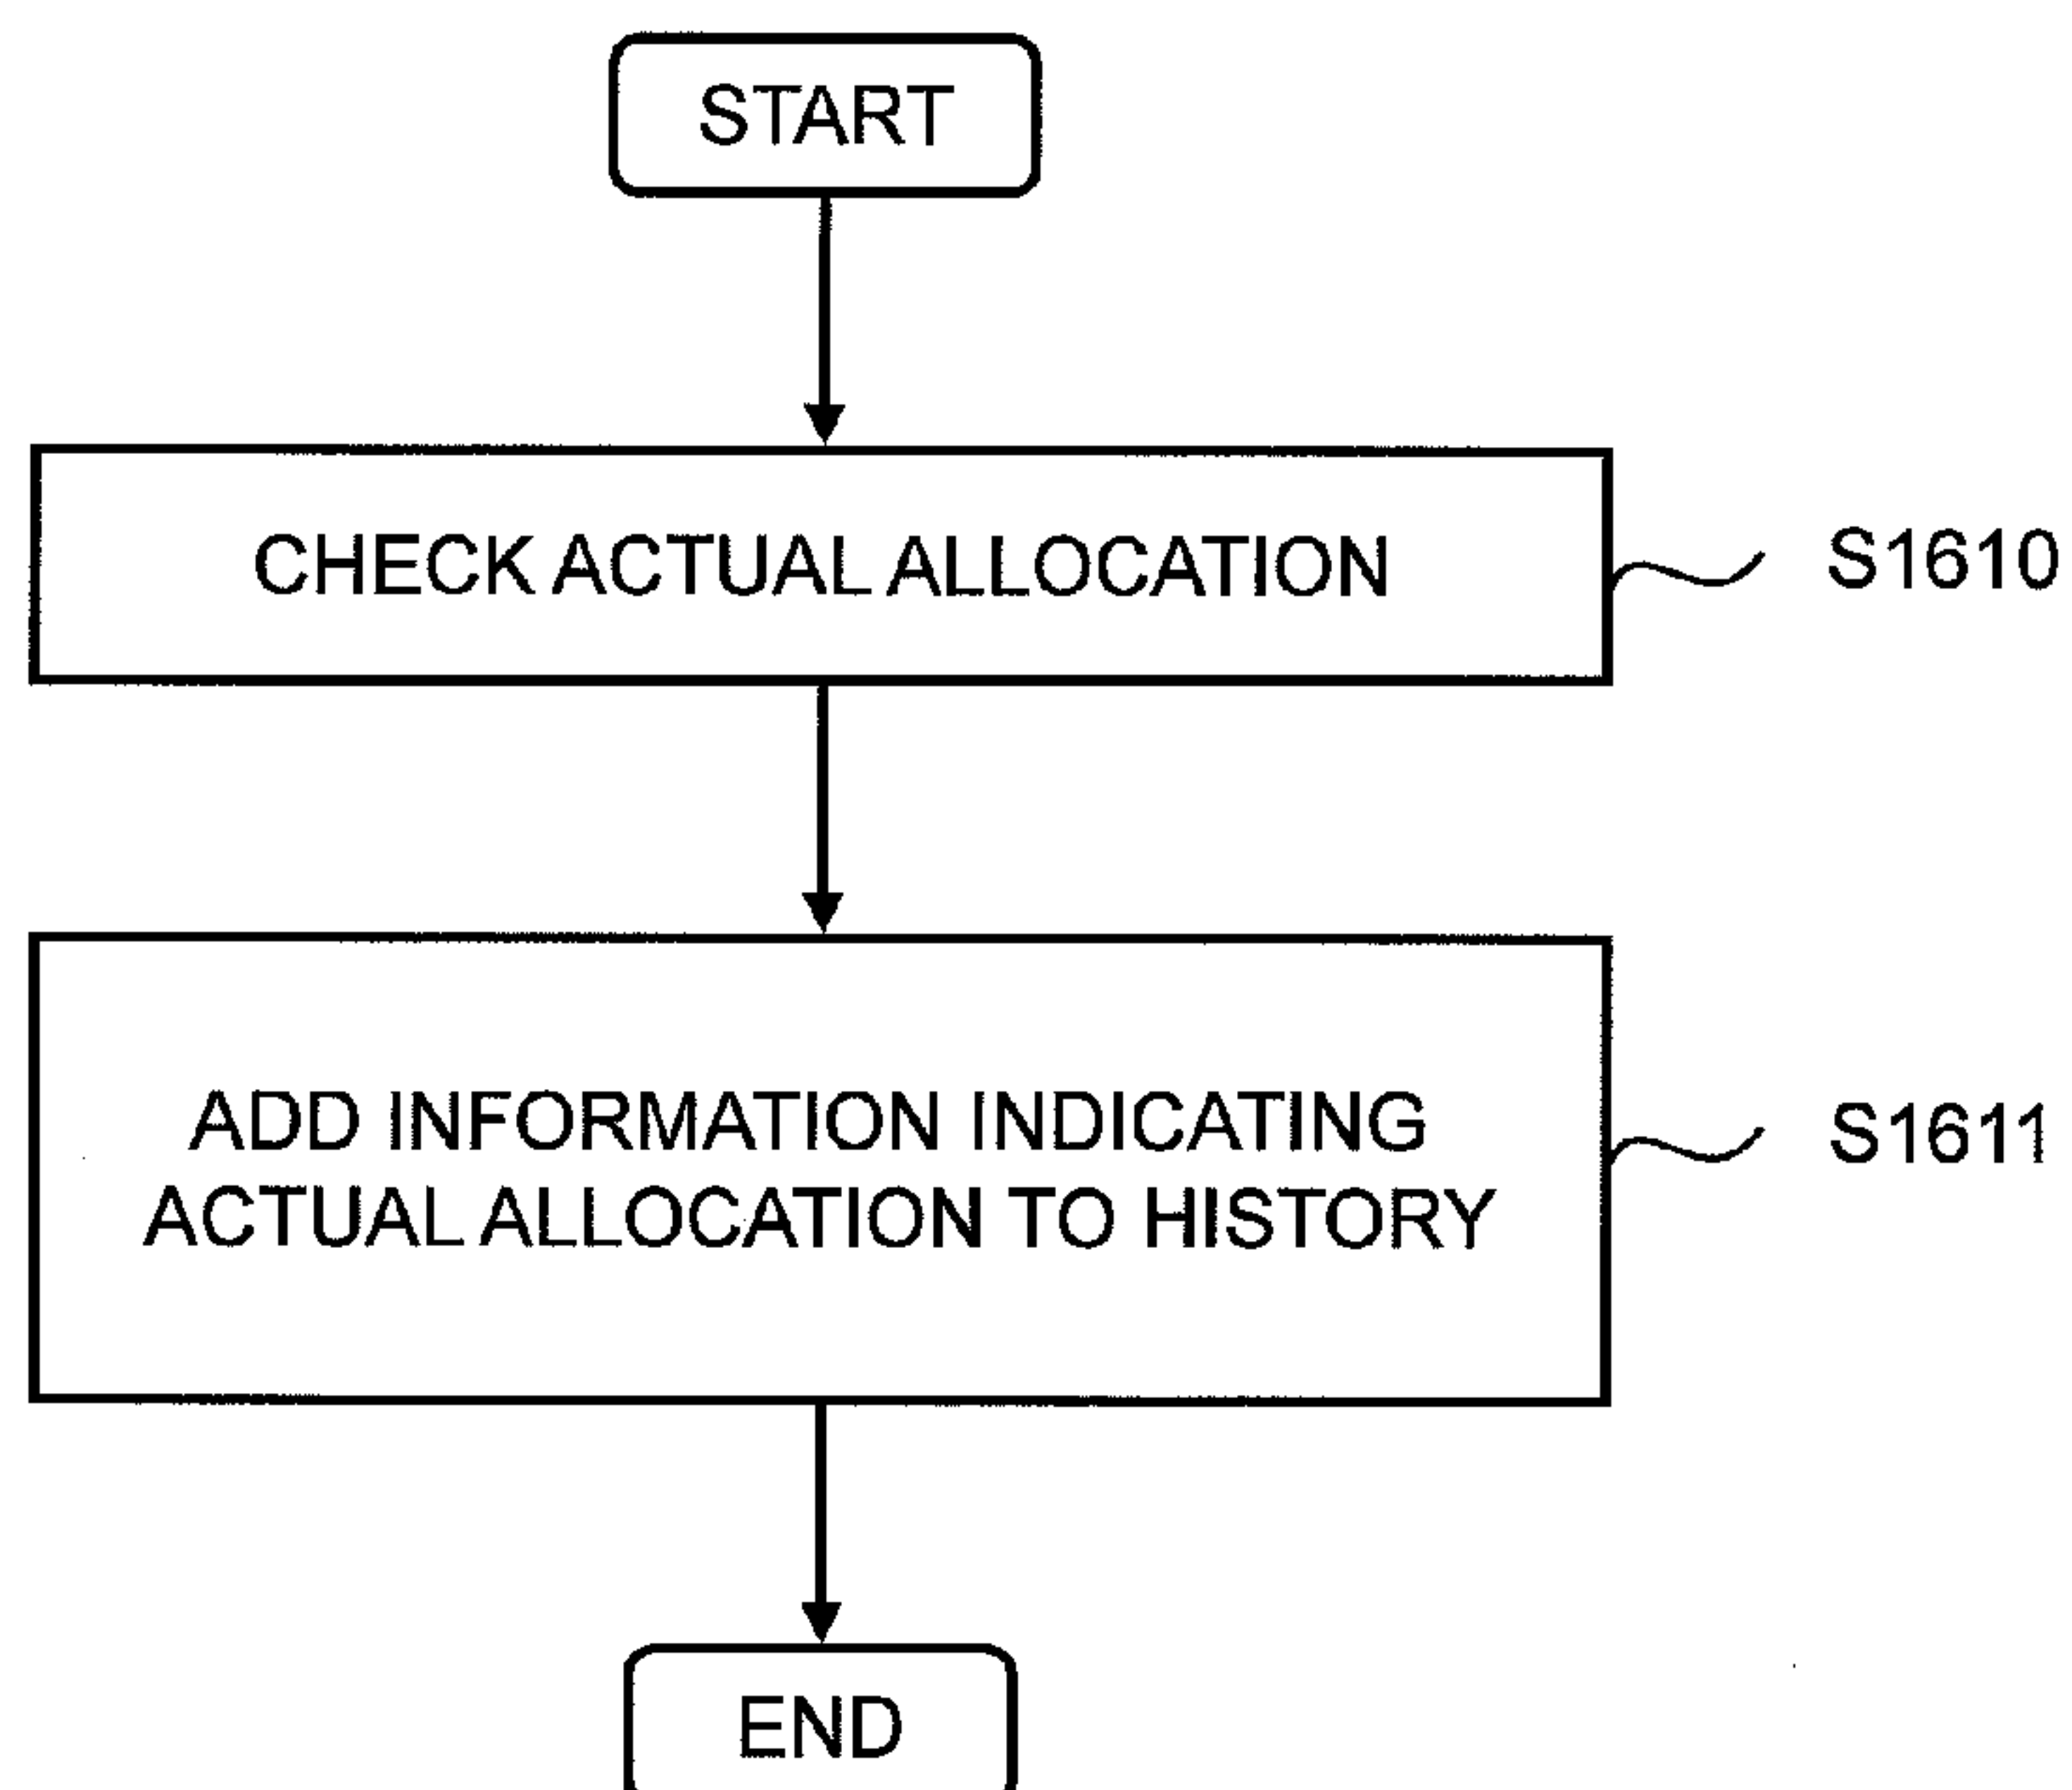 START
CHECK ACTUAL ALLOCATION
S1610
ADD INFORMATION INDICATING
ACTUAL ALLOCATION TO HISTORY
S1611
END